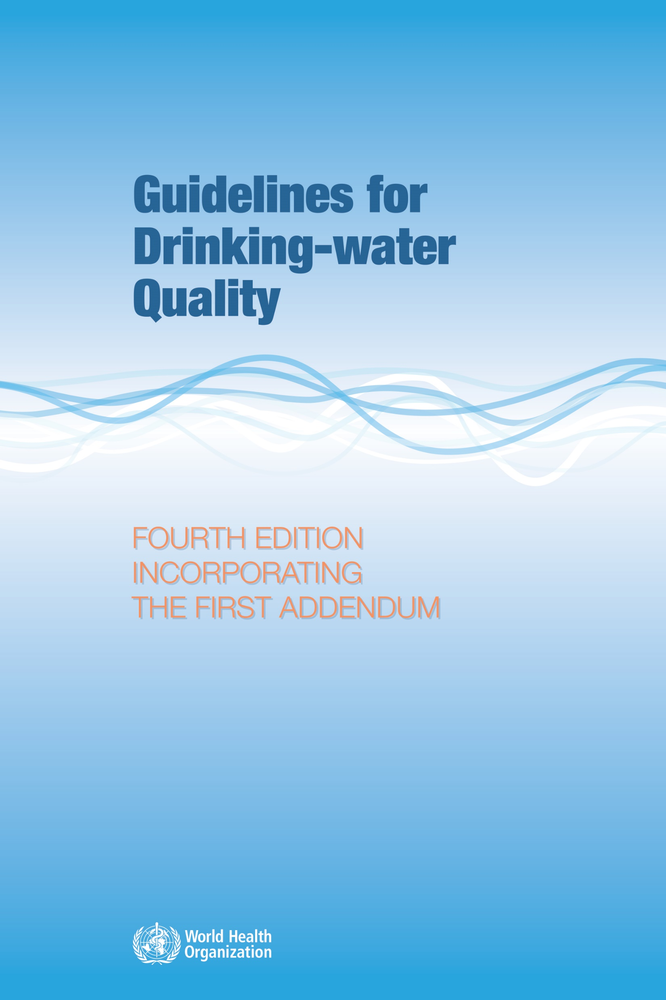 Guidelines for
Drinking-water
Quality
FOURTH EDITION
INCORPORATING
THE FIRST ADDENDUM
World Health
Organization